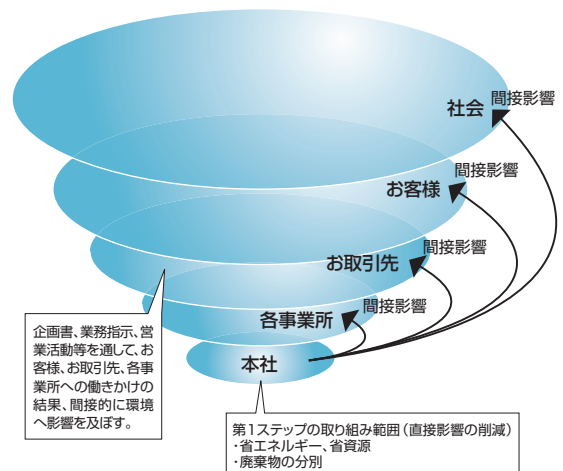 間接影響
社会
間接影響
お客様
間接影響
お取引先
間接影響
各事業所
本社
企画書、業務指示、営
業活動等を通して、お
客様、お取引先、各事
業所への働きかけの
結果、間接的に環境
へ影響を及ぼす。
第1ステップの取り組み範囲(直接影響の削減)
・省エネルギー、省資源
・廃棄物の分別